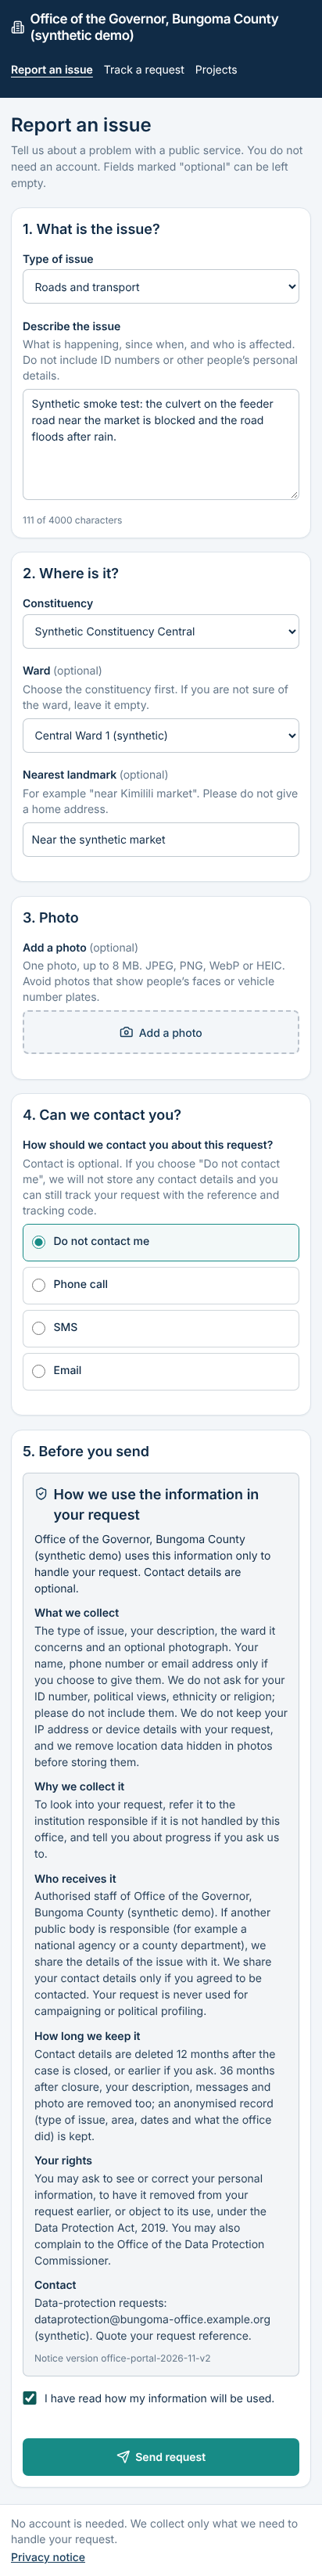 Office of the Governor, Bungoma County
(synthetic demo)
Report an issue
Track a request
Projects
Report an issue
Tell us about a problem with a public service. You do not
need an account. Fields marked "optional" can be left
empty.
1. What is the issue?
Type of issue
Roads and transport
Describe the issue
What is happening, since when, and who is affected.
Do not include ID numbers or other people’s personal
details.
Synthetic smoke test: the culvert on the feeder
road near the market is blocked and the road
floods after rain.
111 of 4000 characters
2. Where is it?
Constituency
Synthetic Constituency Central
Ward (optional)
Choose the constituency first. If you are not sure of
the ward, leave it empty.
Central Ward 1 (synthetic)
Nearest landmark (optional)
For example "near Kimilili market". Please do not give
a home address.
Near the synthetic market
3. Photo
Add a photo (optional)
One photo, up to 8 MB. JPEG, PNG, WebP or HEIC.
Avoid photos that show people’s faces or vehicle
number plates.
Add a photo
4. Can we contact you?
How should we contact you about this request?
Contact is optional. If you choose "Do not contact
me", we will not store any contact details and you
can still track your request with the reference and
tracking code.
Do not contact me
Phone call
SMS
Email
5. Before you send
How we use the information in
your request
Office of the Governor, Bungoma County
(synthetic demo) uses this information only to
handle your request. Contact details are
optional.
What we collect
The type of issue, your description, the ward it
concerns and an optional photograph. Your
name, phone number or email address only if
you choose to give them. We do not ask for your
ID number, political views, ethnicity or religion;
please do not include them. We do not keep your
IP address or device details with your request,
and we remove location data hidden in photos
before storing them.
Why we collect it
To look into your request, refer it to the
institution responsible if it is not handled by this
office, and tell you about progress if you ask us
to.
Who receives it
Authorised staff of Office of the Governor,
Bungoma County (synthetic demo). If another
public body is responsible (for example a
national agency or a county department), we
share the details of the issue with it. We share
your contact details only if you agreed to be
contacted. Your request is never used for
campaigning or political profiling.
How long we keep it
Contact details are deleted 12 months after the
case is closed, or earlier if you ask. 36 months
after closure, your description, messages and
photo are removed too; an anonymised record
(type of issue, area, dates and what the office
did) is kept.
Your rights
You may ask to see or correct your personal
information, to have it removed from your
request earlier, or object to its use, under the
Data Protection Act, 2019. You may also
complain to the Office of the Data Protection
Commissioner.
Contact
Data-protection requests:
dataprotection@bungoma-office.example.org
(synthetic). Quote your request reference.
Notice version office-portal-2026-11-v2
I have read how my information will be used.
Send request
No account is needed. We collect only what we need to
handle your request.
Privacy notice